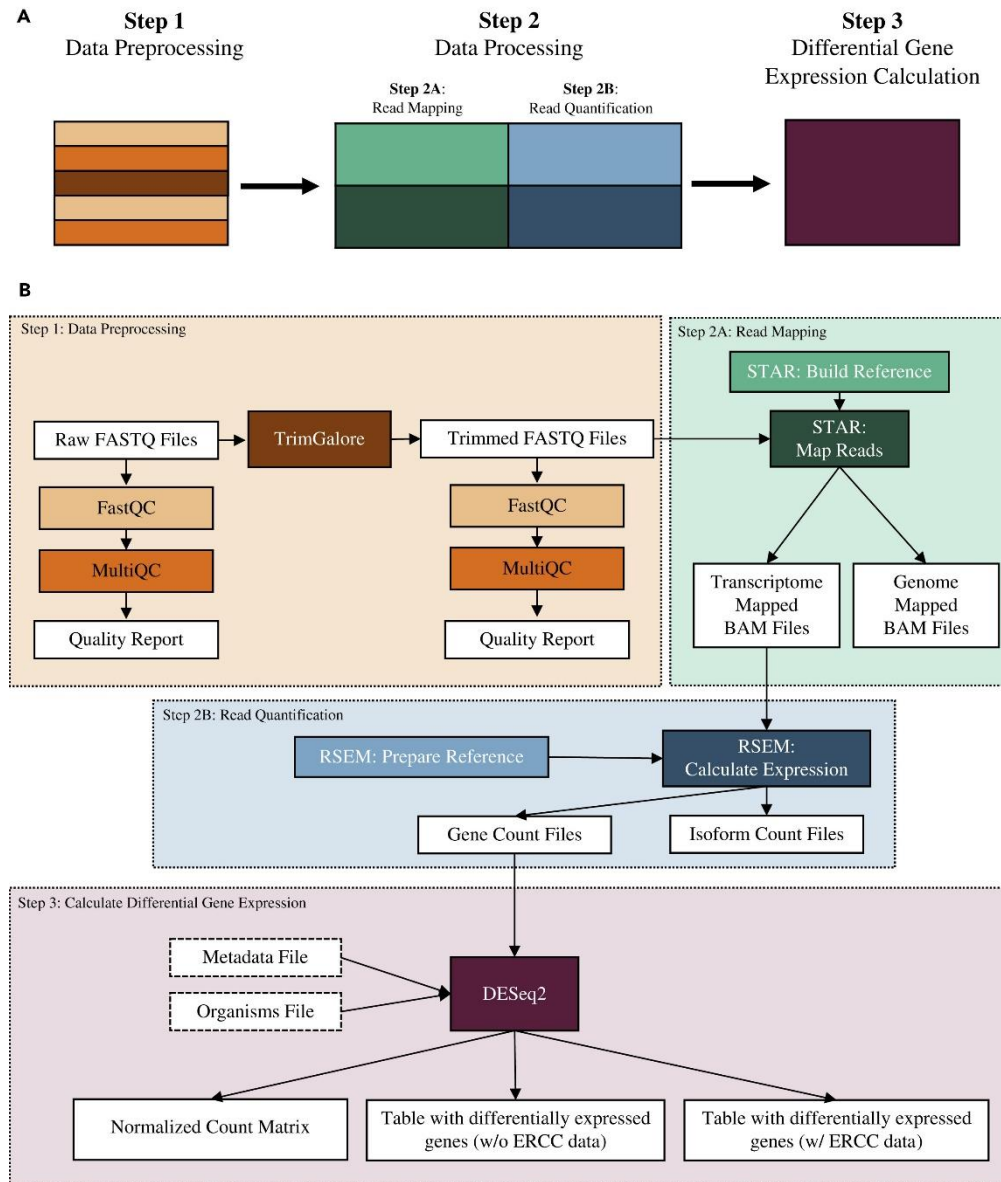 A
Step 1
Data Preprocessing
Step 2
Data Processing
Step 3
Differential Gene
Expression Calculation
Step 2A:
Read Mapping
Step 2B:
Read Quantification
B
Step 1: Data Preprocessing
Raw FASTQ Files
TrimGalore
Trimmed FASTQ Files
FastQC
FastQC
MultiQC
MultiQC
Quality Report
Quality Report
Step 2A: Read Mapping
STAR: Build Reference
STAR:
Map Reads
Transcriptome
Mapped
BAM Files
Genome
Mapped
BAM Files
Step 2B: Read Quantification
RSEM: Prepare Reference
RSEM:
Calculate Expression
Gene Count Files
Isoform Count Files
Step 3: Calculate Differential Gene Expression
Metadata File
Organisms File
DESeq2
Normalized Count Matrix
Table with differentially expressed
genes (w/o ERCC data)
Table with differentially expressed
genes (w/ ERCC data)